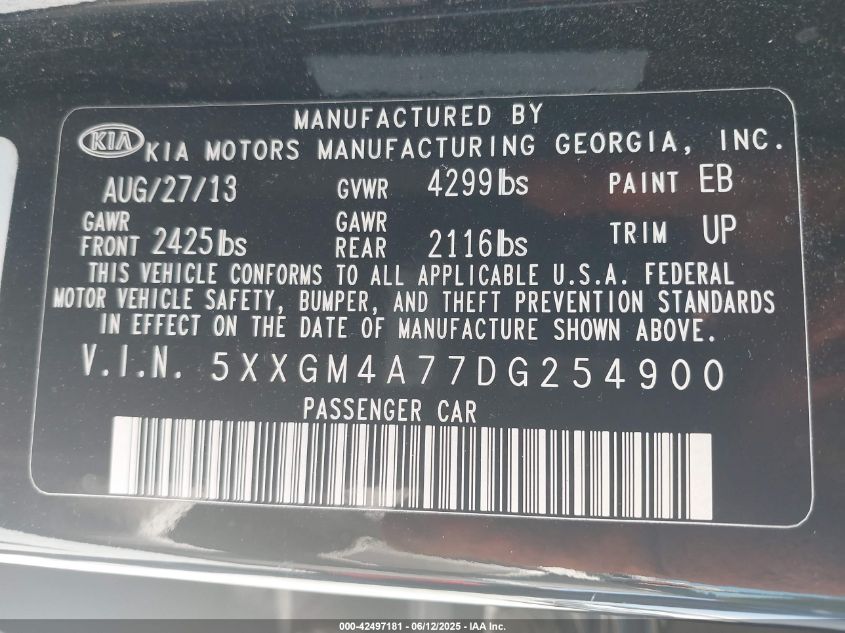 MANUFACTURED BY
KIA KIA MOTORS MANUFACTURING GEORGIA, INC.
AUG/27/13 GVWR 4299lbs PAINT EB
GAWR FRONT 2425lbs GAWR REAR 2116lbs TRIM UP
THIS VEHICLE CONFORMS TO ALL APPLICABLE U.S.A. FEDERAL
MOTOR VEHICLE SAFETY, BUMPER, AND THEFT PREVENTION STANDARDS
IN EFFECT ON THE DATE OF MANUFACTURE SHOWN ABOVE.
V.I.N. 5XXGM4A77DG254900
PASSENGER CAR
000-42497181 - 06/12/2025 - IAA Inc.